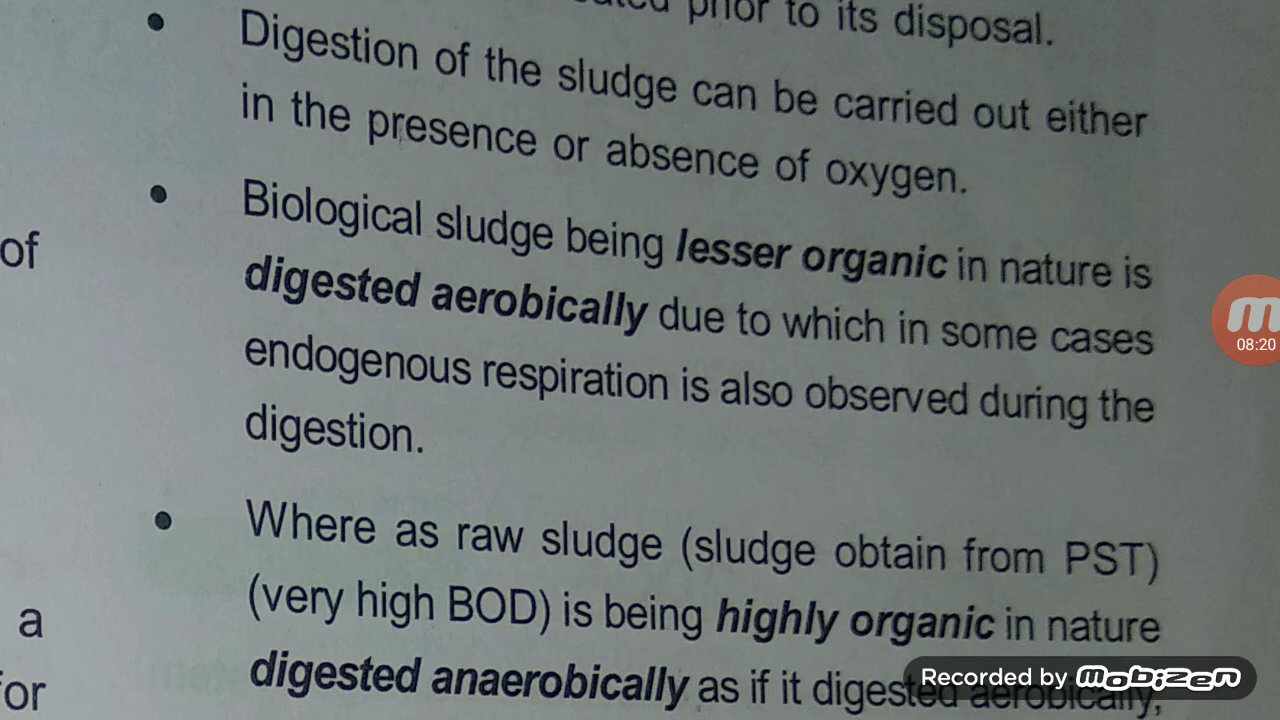 prior to its disposal.
Digestion of the sludge can be carried out either
in the presence or absence of oxygen.
Biological sludge being lesser organic in nature is
of
digested aerobically due to which in some cases
endogenous respiration is also observed during the
digestion.
Where as raw sludge (sludge obtain from PST)
(very high BOD) is being highly organic in nature
a
digested anaerobically as if it digested aerobically,
for
08:20
Recorded by mobizen